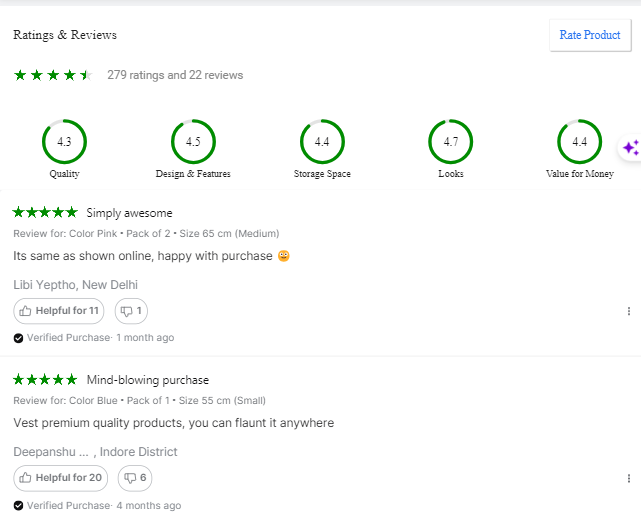 Ratings & Reviews
Rate Product
279 ratings and 22 reviews
4.3 4.5 4.4 4.7 4.4
Quality Design & Features Storage Space Looks Value for Money
Simply awesome
Review for: Color Pink • Pack of 2 • Size 65 cm (Medium)
Its same as shown online, happy with purchase 😀
Libi Yeptho, New Delhi
Helpful for 11 1
Verified Purchase· 1 month ago
Mind-blowing purchase
Review for: Color Blue • Pack of 1 • Size 55 cm (Small)
Vest premium quality products, you can flaunt it anywhere
Deepanshu ... , Indore District
Helpful for 20 6
Verified Purchase· 4 months ago